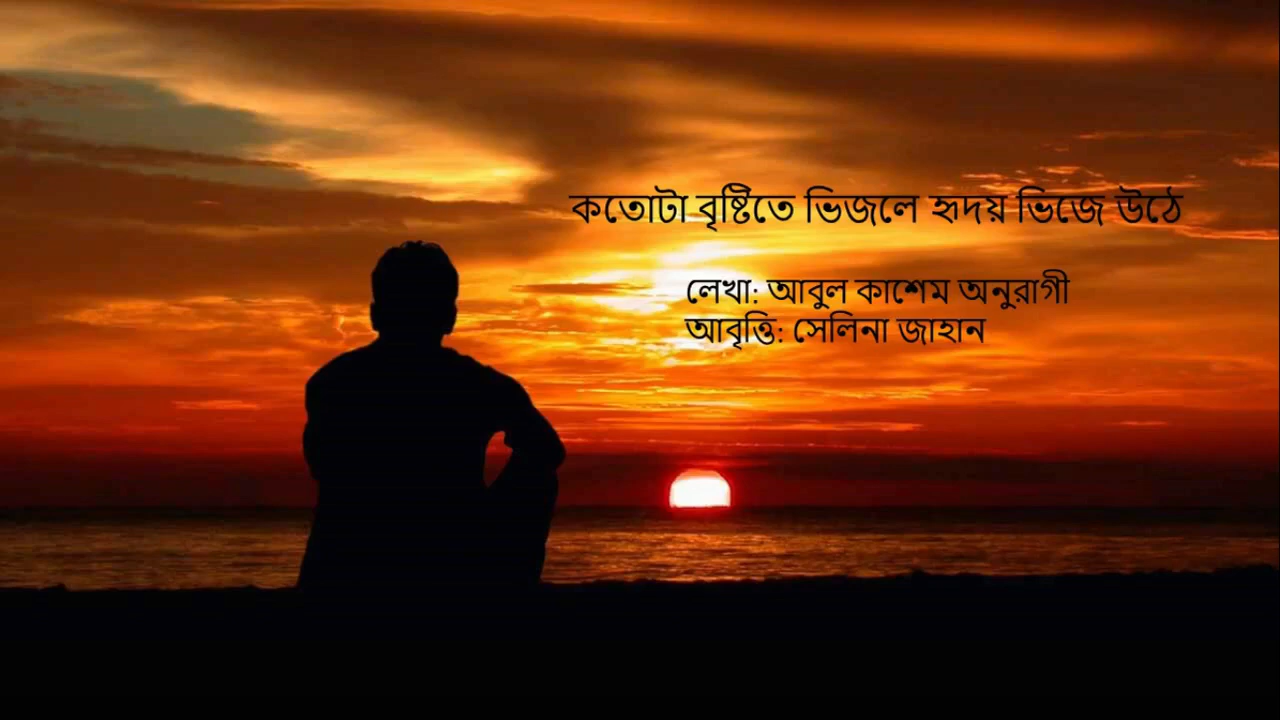 কতোটা বৃষ্টিতে ভিজলে হৃদয় ভিজে উঠে
লেখা: আবুল কাশেম অনুরাগী
আবৃত্তি: সেলিনা জাহান